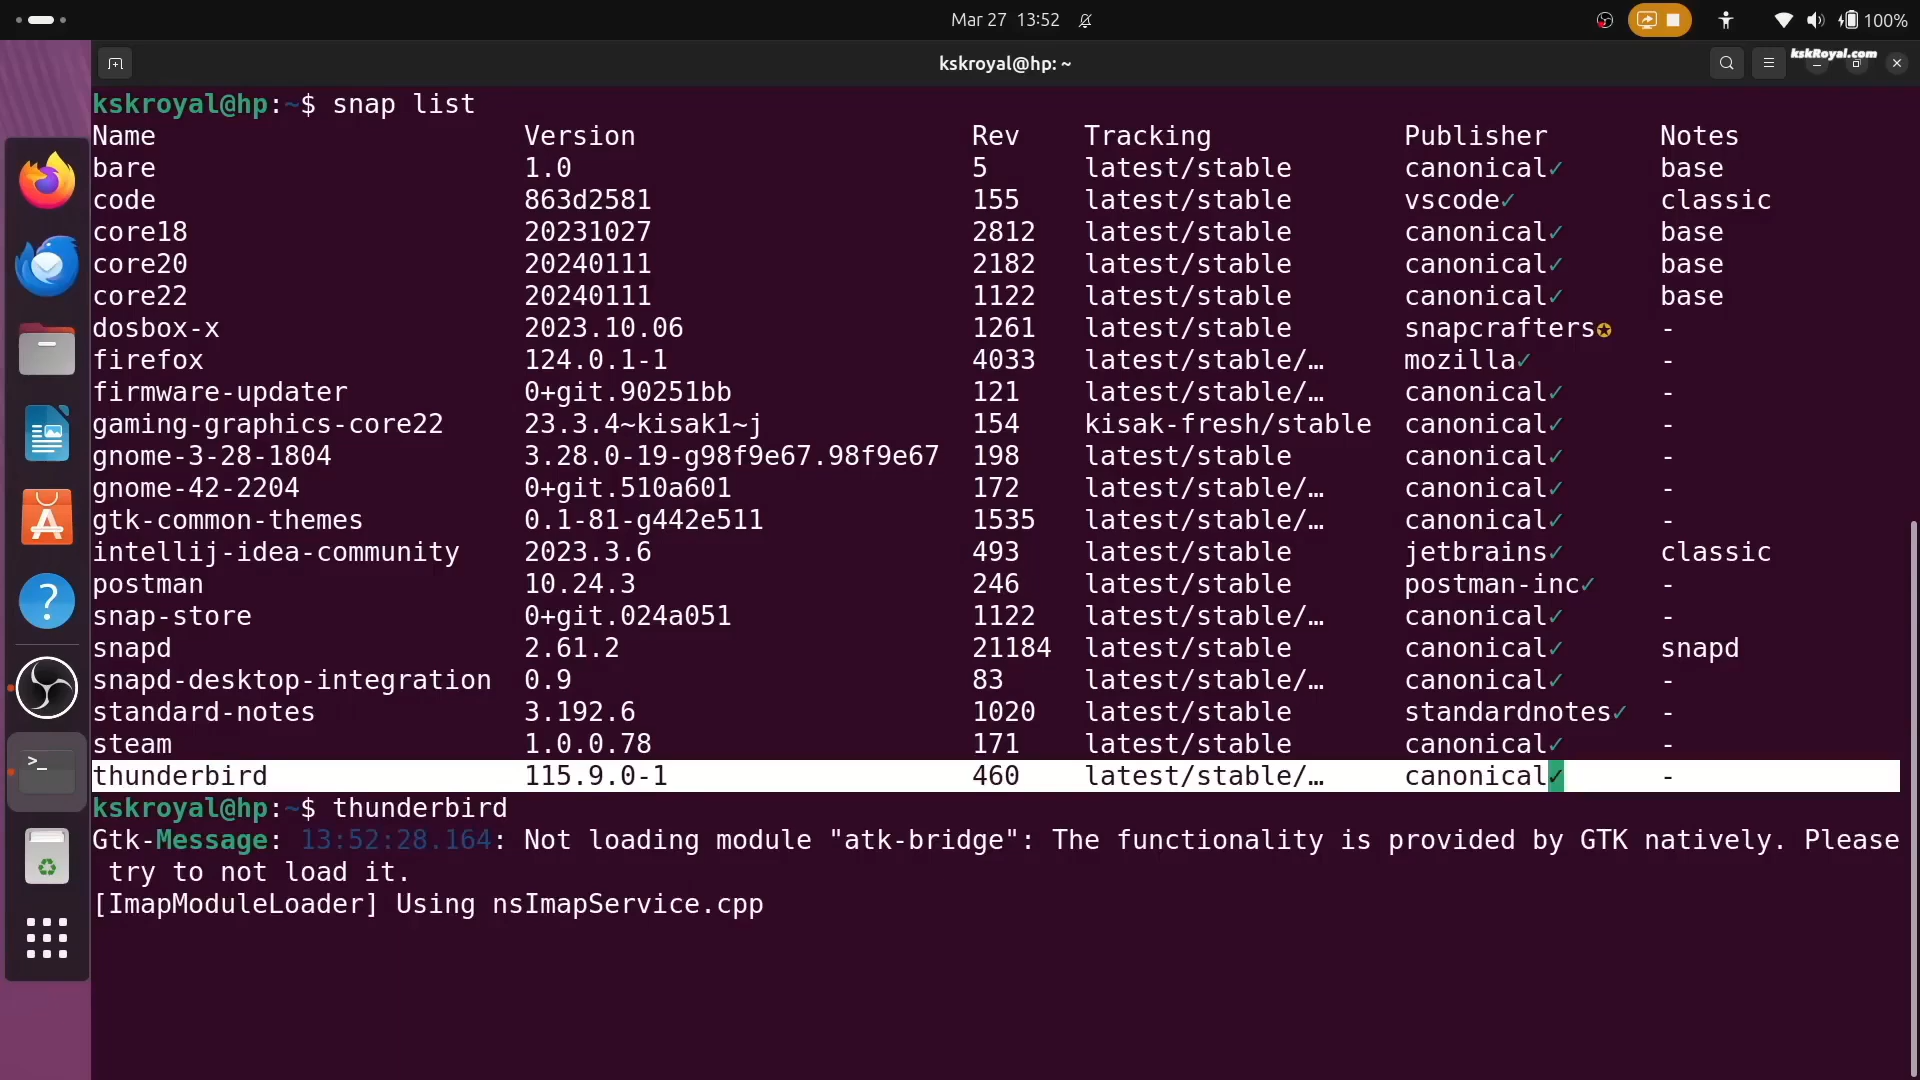 Mar 27 13:52
100%
kskroyal@hp: ~
kskRoyal.com
kskroyal@hp:~$ snap list
Name Version Rev Tracking Publisher Notes
bare 1.0 5 latest/stable canonical✓ base
code 863d2581 155 latest/stable vscode✓ classic
core18 20231027 2812 latest/stable canonical✓ base
core20 20240111 2182 latest/stable canonical✓ base
core22 20240111 1122 latest/stable canonical✓ base
dosbox-x 2023.10.06 1261 latest/stable snapcrafters✪ -
firefox 124.0.1-1 4033 latest/stable/… mozilla✓ -
firmware-updater 0+git.90251bb 121 latest/stable/… canonical✓ -
gaming-graphics-core22 23.3.4~kisak1~j 154 kisak-fresh/stable canonical✓ -
gnome-3-28-1804 3.28.0-19-g98f9e67.98f9e67 198 latest/stable canonical✓ -
gnome-42-2204 0+git.510a601 172 latest/stable/… canonical✓ -
gtk-common-themes 0.1-81-g442e511 1535 latest/stable/… canonical✓ -
intellij-idea-community 2023.3.6 493 latest/stable jetbrains✓ classic
postman 10.24.3 246 latest/stable postman-inc✓ -
snap-store 0+git.024a051 1122 latest/stable/… canonical✓ -
snapd 2.61.2 21184 latest/stable canonical✓ snapd
snapd-desktop-integration 0.9 83 latest/stable/… canonical✓ -
standard-notes 3.192.6 1020 latest/stable standardnotes✓ -
steam 1.0.0.78 171 latest/stable canonical✓ -
thunderbird 115.9.0-1 460 latest/stable/… canonical✓ -
kskroyal@hp:~$ thunderbird
Gtk-Message: 13:52:28.164: Not loading module "atk-bridge": The functionality is provided by GTK natively. Please
try to not load it.
[ImapModuleLoader] Using nsImapService.cpp